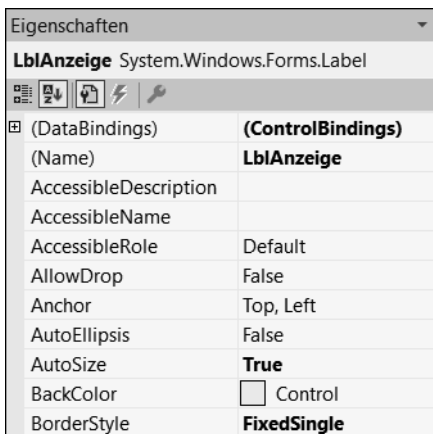 Eigenschaften
LblAnzeige System.Windows.Forms.Label
(DataBindings) (ControlBindings)
(Name) LblAnzeige
AccessibleDescription
AccessibleName
AccessibleRole Default
AllowDrop False
Anchor Top, Left
AutoEllipsis False
AutoSize True
BackColor Control
BorderStyle FixedSingle